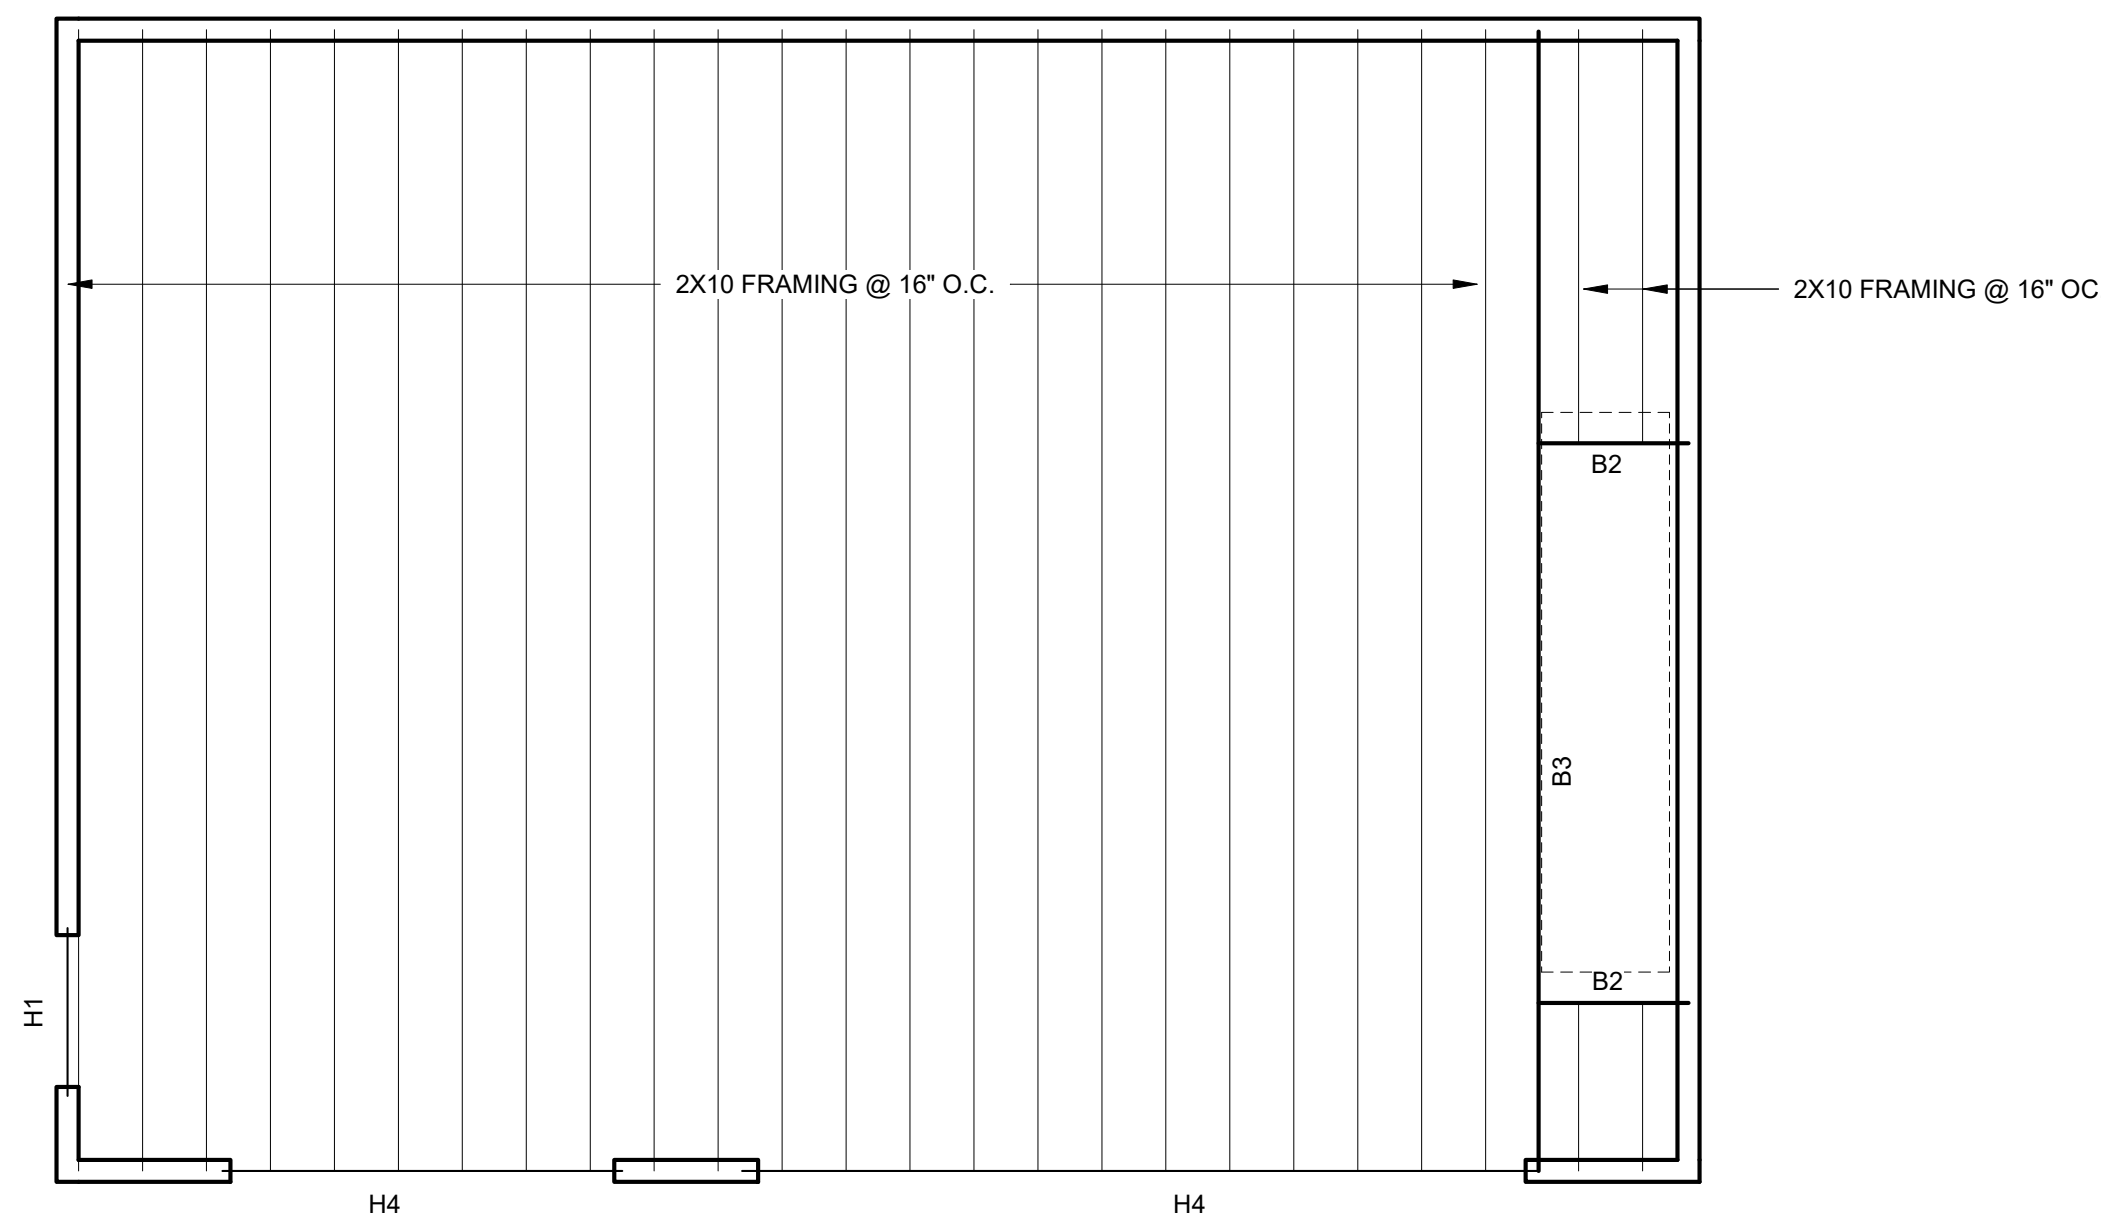 2X10 FRAMING @ 16" O.C.
2X10 FRAMING @ 16" OC
B2
B3
B2
H1
H4
H4